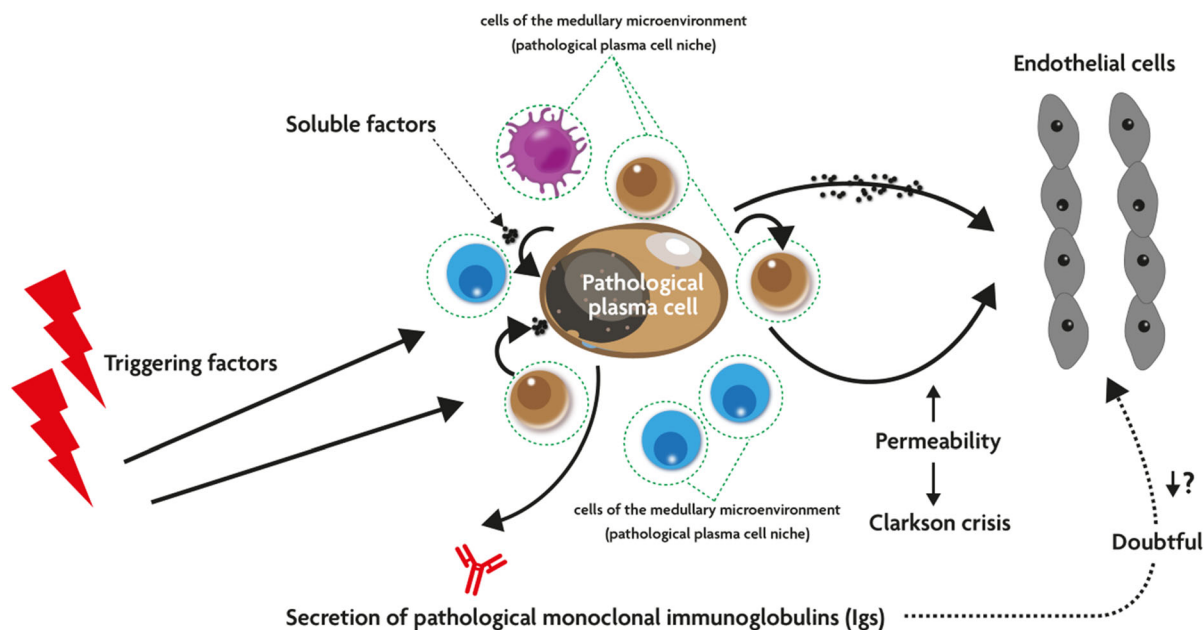 cells of the medullary microenvironment
(pathological plasma cell niche)
Endothelial cells
Soluble factors
Pathological
plasma cell
Triggering factors
Permeability
Clarkson crisis
cells of the medullary microenvironment
(pathological plasma cell niche)
↓?
Doubtful
Secretion of pathological monoclonal immunoglobulins (Igs)